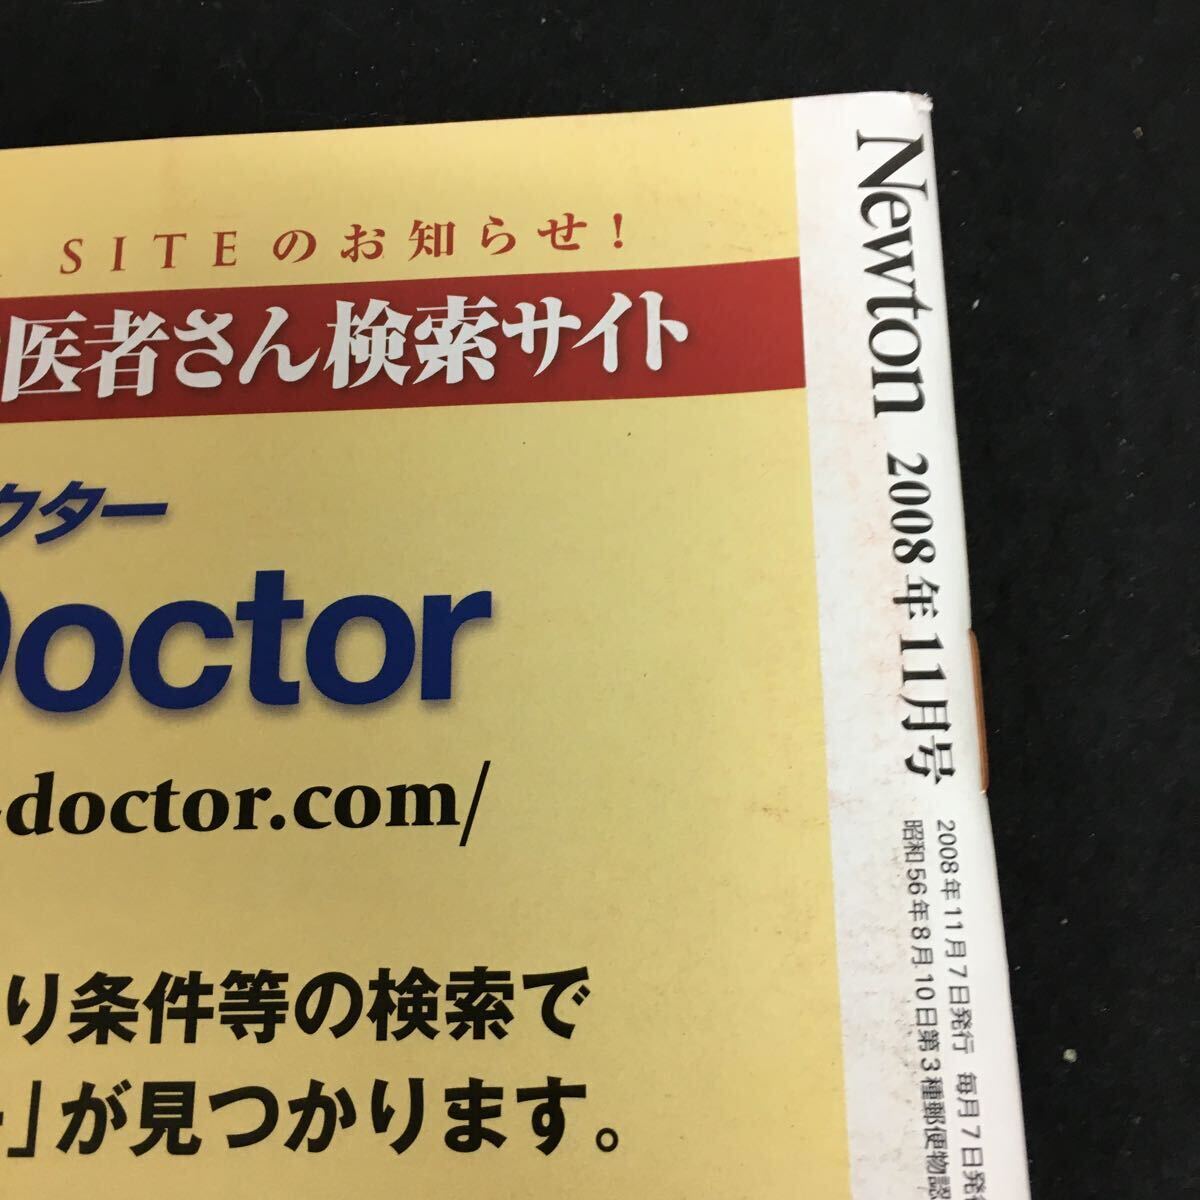 SITEのお知らせ!
医者さん検索サイト
クター
Doctor
-doctor.com/
り条件等の検索で
」が見つかります。
Newton 2008年11月号
2008年11月7日発行 毎月7日発行
昭和56年8月10日第3種郵便物認